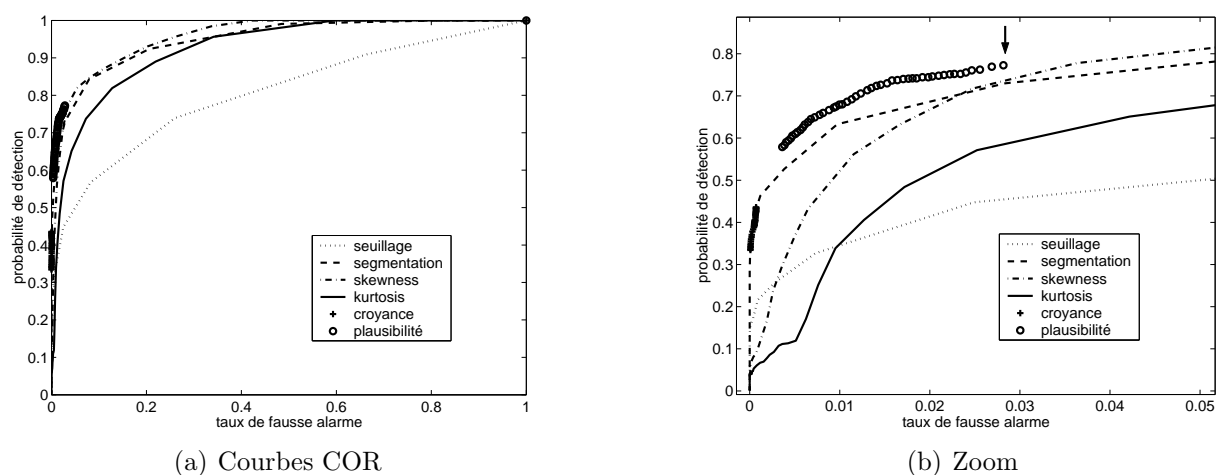 1
0.9
0.8
0.7
0.6
0.5
0.4
0.3
0.2
0.1
0
probabilité de détection
0 0.2 0.4 0.6 0.8 1
taux de fausse alarme
seuillage
segmentation
skewness
kurtosis
croyance
plausibilité
(a) Courbes COR
0.8
0.7
0.6
0.5
0.4
0.3
0.2
0.1
0
probabilité de détection
0 0.01 0.02 0.03 0.04 0.05
taux de fausse alarme
seuillage
segmentation
skewness
kurtosis
croyance
plausibilité
(b) Zoom